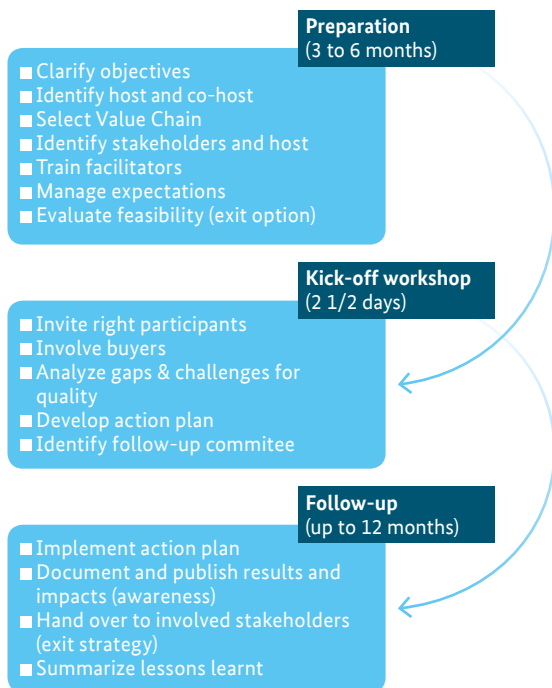 Preparation
(3 to 6 months)
Clarify objectives
Identify host and co-host
Select Value Chain
Identify stakeholders and host
Train facilitators
Manage expectations
Evaluate feasibility (exit option)
Kick-off workshop
(2 1/2 days)
Invite right participants
Involve buyers
Analyze gaps & challenges for
quality
Develop action plan
Identify follow-up commitee
Follow-up
(up to 12 months)
Implement action plan
Document and publish results and
impacts (awareness)
Hand over to involved stakeholders
(exit strategy)
Summarize lessons learnt